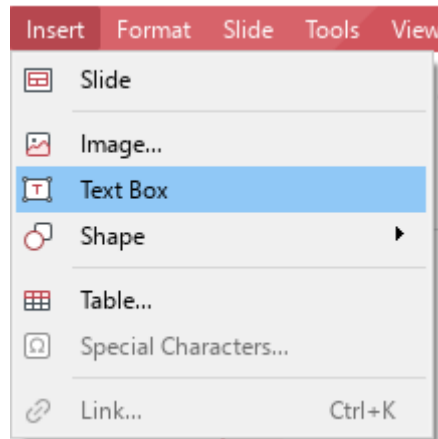 Insert Format Slide Tools View
Slide
Image...
Text Box
Shape
Table...
Special Characters...
Link... Ctrl+K